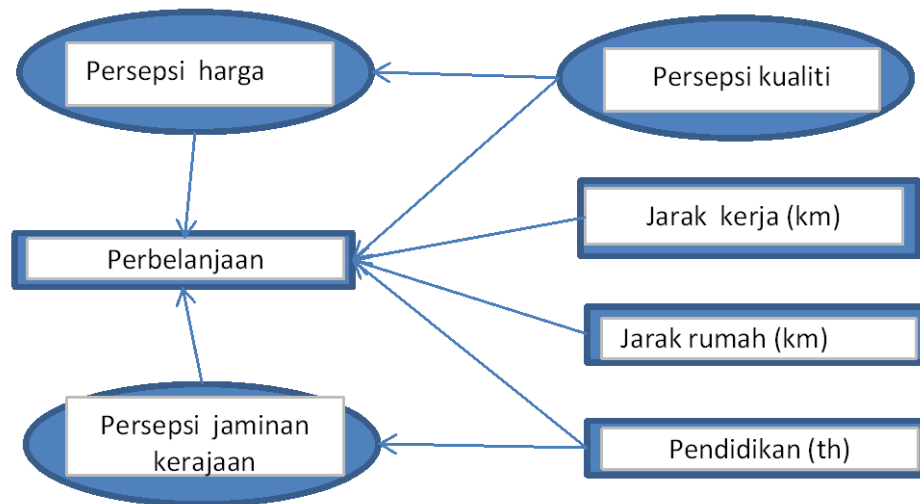 Persepsi harga
Persepsi kualiti
Jarak kerja (km)
Perbelanjaan
Jarak rumah (km)
Persepsi jaminan
kerajaan
Pendidikan (th)